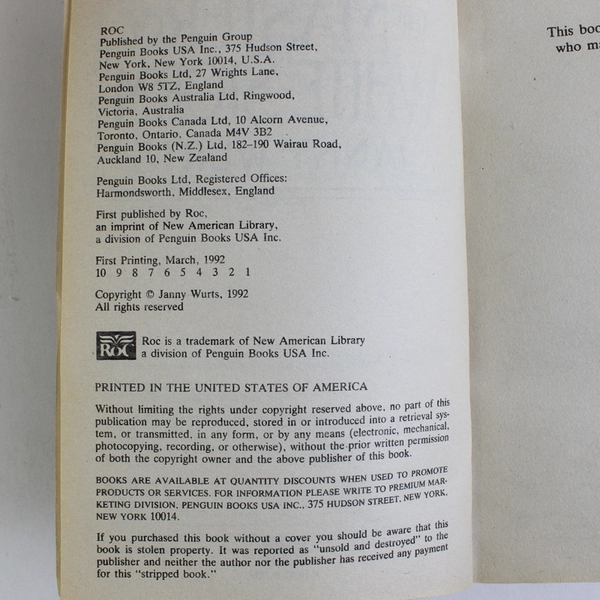 ROC
Published by the Penguin Group
Penguin Books USA Inc., 375 Hudson Street,
New York, New York 10014, U.S.A.
Penguin Books Ltd, 27 Wrights Lane,
London W8 5TZ, England
Penguin Books Australia Ltd, Ringwood,
Victoria, Australia
Penguin Books Canada Ltd, 10 Alcorn Avenue,
Toronto, Ontario, Canada M4V 3B2
Penguin Books (N.Z.) Ltd, 182-190 Wairau Road,
Auckland 10, New Zealand
Penguin Books Ltd, Registered Offices:
Harmondsworth, Middlesex, England
First published by Roc,
an imprint of New American Library,
a division of Penguin Books USA Inc.
First Printing, March, 1992
10 9 8 7 6 5 4 3 2 1
Copyright © Janny Wurts, 1992
All rights reserved
ROC
Roc is a trademark of New American Library
a division of Penguin Books USA Inc.
PRINTED IN THE UNITED STATES OF AMERICA
Without limiting the rights under copyright reserved above, no part of this
publication may be reproduced, stored in or introduced into a retrieval sys-
tem, or transmitted, in any form, or by any means (electronic, mechanical,
photocopying, recording, or otherwise), without the prior written permission
of both the copyright owner and the above publisher of this book.
BOOKS ARE AVAILABLE AT QUANTITY DISCOUNTS WHEN USED TO PROMOTE
PRODUCTS OR SERVICES. FOR INFORMATION PLEASE WRITE TO PREMIUM MAR-
KETING DIVISION, PENGUIN BOOKS USA INC., 375 HUDSON STREET, NEW YORK,
NEW YORK 10014.
If you purchased this book without a cover you should be aware that this
book is stolen property. It was reported as "unsold and destroyed" to the
publisher and neither the author nor the publisher has received any payment
for this "stripped book."
This boo
who ma